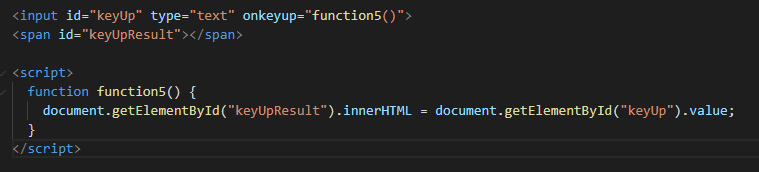 <input id="keyUp" type="text" onkeyup="function5()">
<span id="keyUpResult"></span>
<script>
function function5() {
document.getElementById("keyUpResult").innerHTML = document.getElementById("keyUp").value;
}
</script>